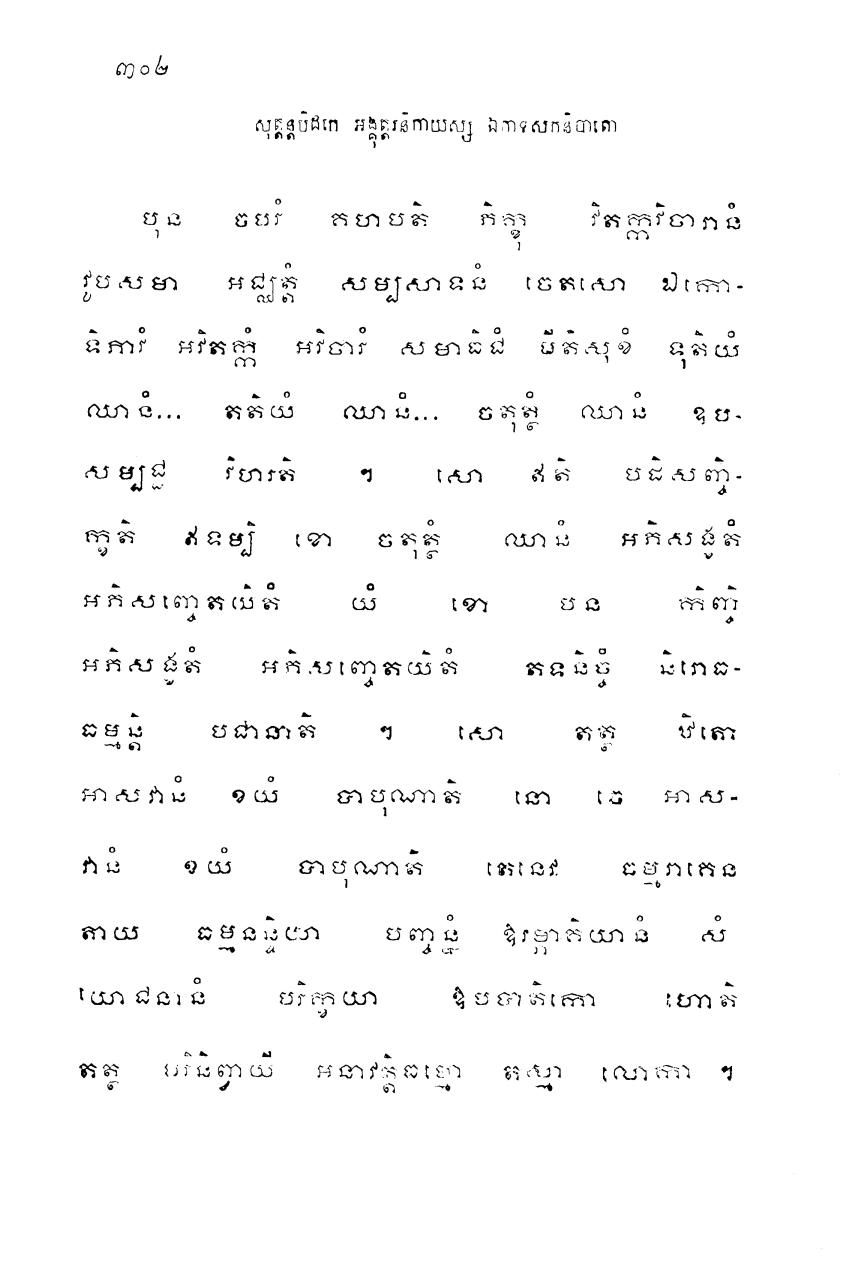 ៣០២
សុត្តន្តបិដកេ អង្គុត្តរនិកាយស្ស ឯកាទសកនិបាតោ
បុន ចបរំ គហបតិ ភិក្ខុ វិតក្កវិចារានំ
វូបសមា អជ្ឈត្តំ សម្បសាទនំ ចេតសោ ឯកោ-
ទិភាវំ អវិតក្កំ អវិចារំ សមាធិជំ បីតិសុខំ ទុតិយំ
ឈានំ... តតិយំ ឈានំ... ចតុត្ថំ ឈានំ ឧប-
សម្បជ្ជ វិហរតិ ។ សោ ឥតិ បដិសញ្ចិ-
ក្ខតិ ឥទម្បិ ខោ ចតុត្ថំ ឈានំ អភិសង្ខតំ
អភិសញ្ចេតយិតំ យំ ខោ បន កិញ្ចិ
អភិសង្ខតំ អភិសញ្ចេតយិតំ តទនិច្ចំ និរោធ-
ធម្មន្តិ បជានាតិ ។ សោ តត្ថ ឋិតោ
អាសវានំ ខយំ បាបុណាតិ នោ ចេ អាស-
វានំ ខយំ បាបុណាតិ តេនេវ ធម្មរាគេន
តាយ ធម្មនន្ទិយា បញ្ចន្នំ ឱរម្ភាគិយានំ សំ
យោជនានំ បរិក្ខយា ឱបបាតិកោ ហោតិ
តត្ថ បរិនិព្វាយី អនាវត្តិធម្មោ តស្មា លោកា ។